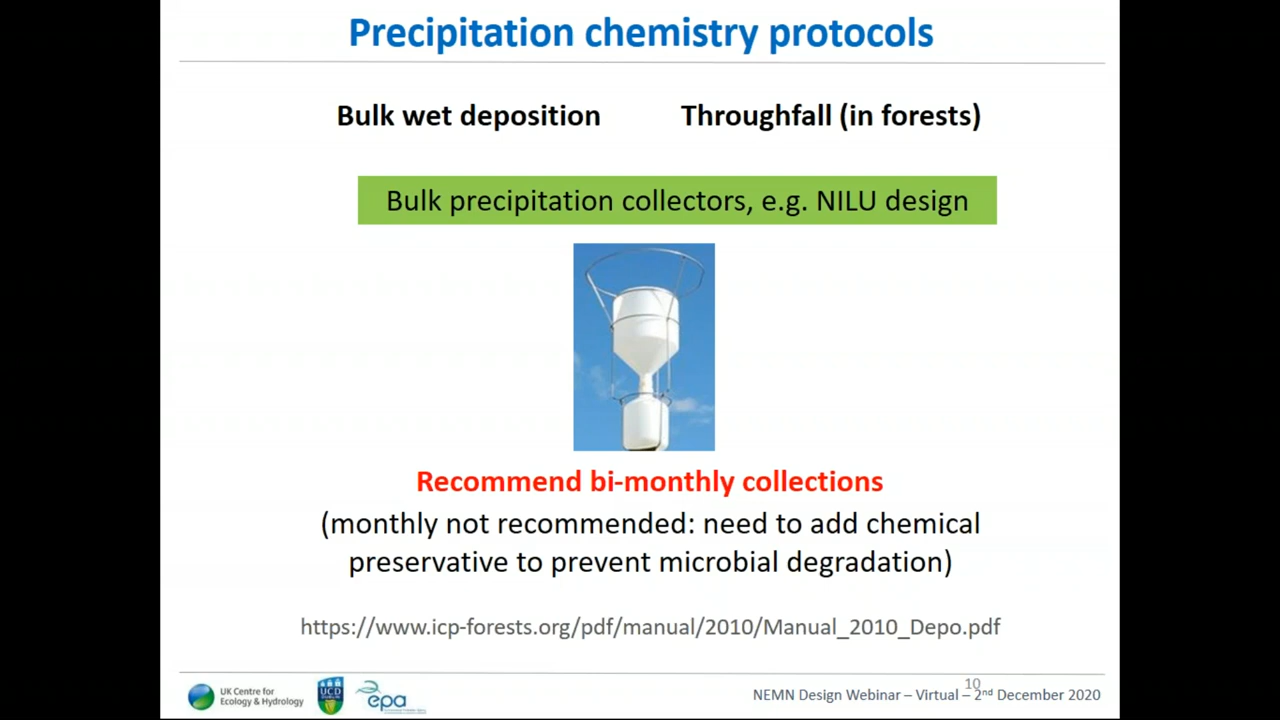 Precipitation chemistry protocols
Bulk wet deposition
Throughfall (in forests)
Bulk precipitation collectors, e.g. NILU design
Recommend bi-monthly collections
(monthly not recommended: need to add chemical
preservative to prevent microbial degradation)
https://www.icp-forests.org/pdf/manual/2010/Manual_2010_Depo.pdf
UK Centre for
Ecology & Hydrology
UCD
epa
10
NEMN Design Webinar – Virtual – 2nd December 2020